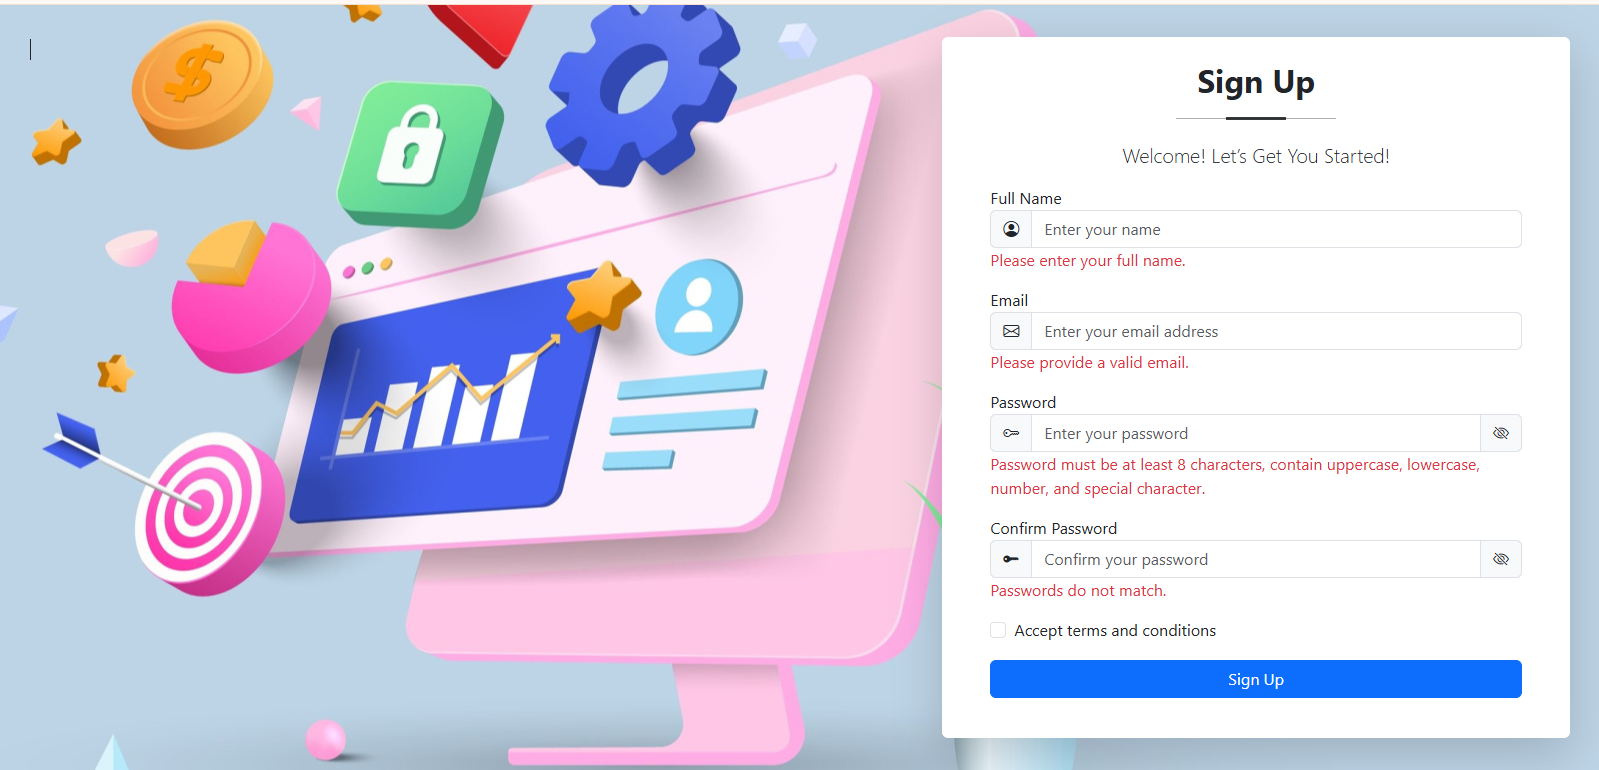 Sign Up
Welcome! Let’s Get You Started!
Full Name
Enter your name
Please enter your full name.
Email
Enter your email address
Please provide a valid email.
Password
Enter your password
Password must be at least 8 characters, contain uppercase, lowercase,
number, and special character.
Confirm Password
Confirm your password
Passwords do not match.
Accept terms and conditions
Sign Up
$